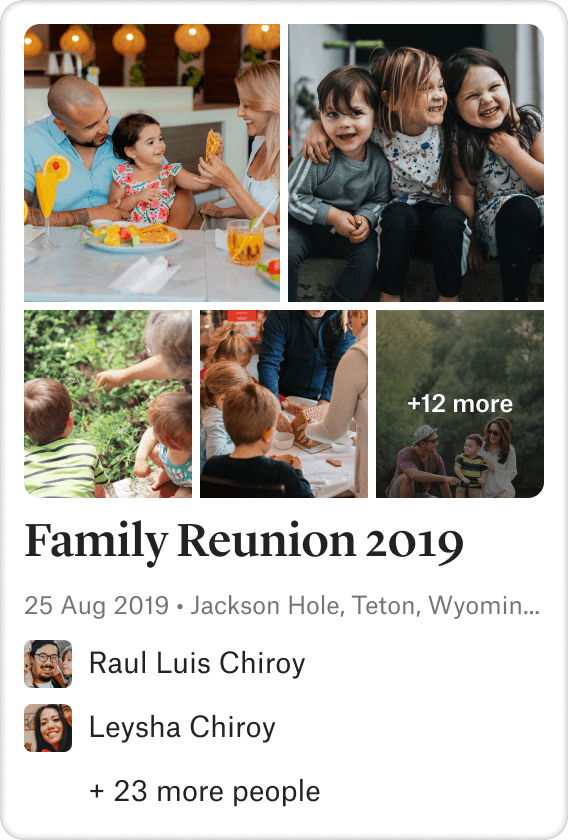 +12 more
Family Reunion 2019
25 Aug 2019 • Jackson Hole, Teton, Wyomin...
Raul Luis Chiroy
Leysha Chiroy
+ 23 more people